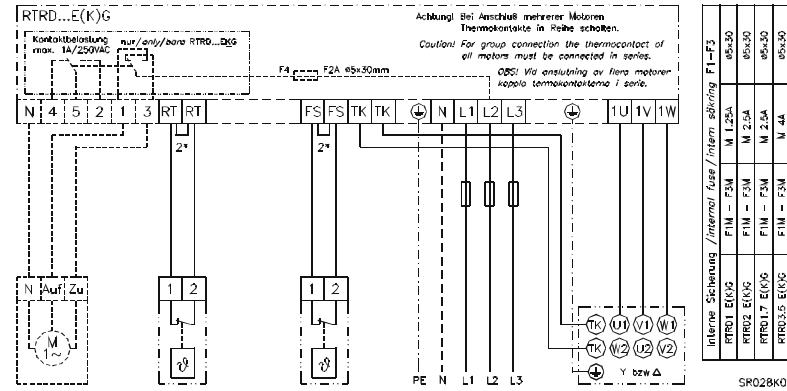 RTRD...E(K)G
Kontaktbelastung
max. 1A/250VAC
nur/only/bara RTRD...EKG
Achtung! Bei Anschluß mehrerer Motoren
Thermokontakte in Reihe schalten.
Caution! For group connection the thermocontact of
all motors must be connected in series.
OBS! Vid anslutning av flera motorer
koppla termokontakterna i serie.
F4 F2A ø5x30mm
N 4 5 2 1 3 RT RT FS FS TK TK N L1 L2 L3 1U 1V 1W
2* 2*
N Auf Zu
M
1~
1 2
ϑ
1 2
ϑ
TK U1 V1 W1
TK W2 U2 V2
Y bzw Δ
PE N L1 L2 L3
Interne Sicherung /internal fuse /intern säkring F1-F3
RTRD1 E(K)G F1M - F3M M 1.25A ø5x30
RTRD2 E(K)G F1M - F3M M 2.5A ø5x30
RTRD1.7 E(K)G F1M - F3M M 2.5A ø5x30
RTRD3.5 E(K)G F1M - F3M M 4A ø5x30
SR028K0